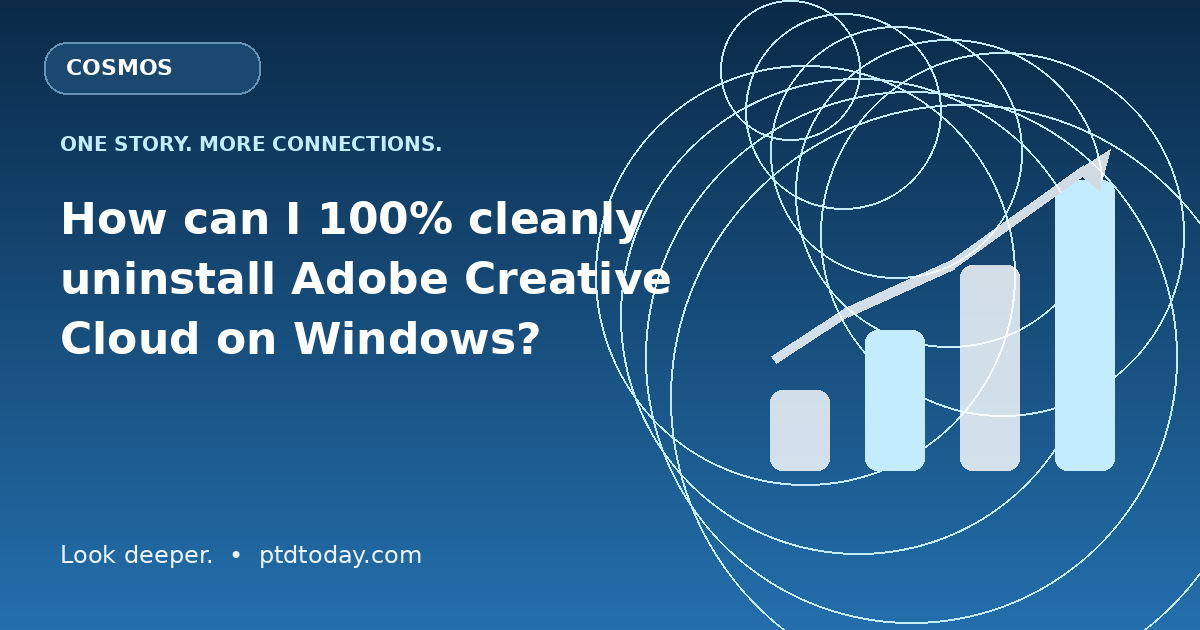 COSMOS
ONE STORY. MORE CONNECTIONS.
How can I 100% cleanly
uninstall Adobe Creative
Cloud on Windows?
Look deeper. • ptdtoday.com